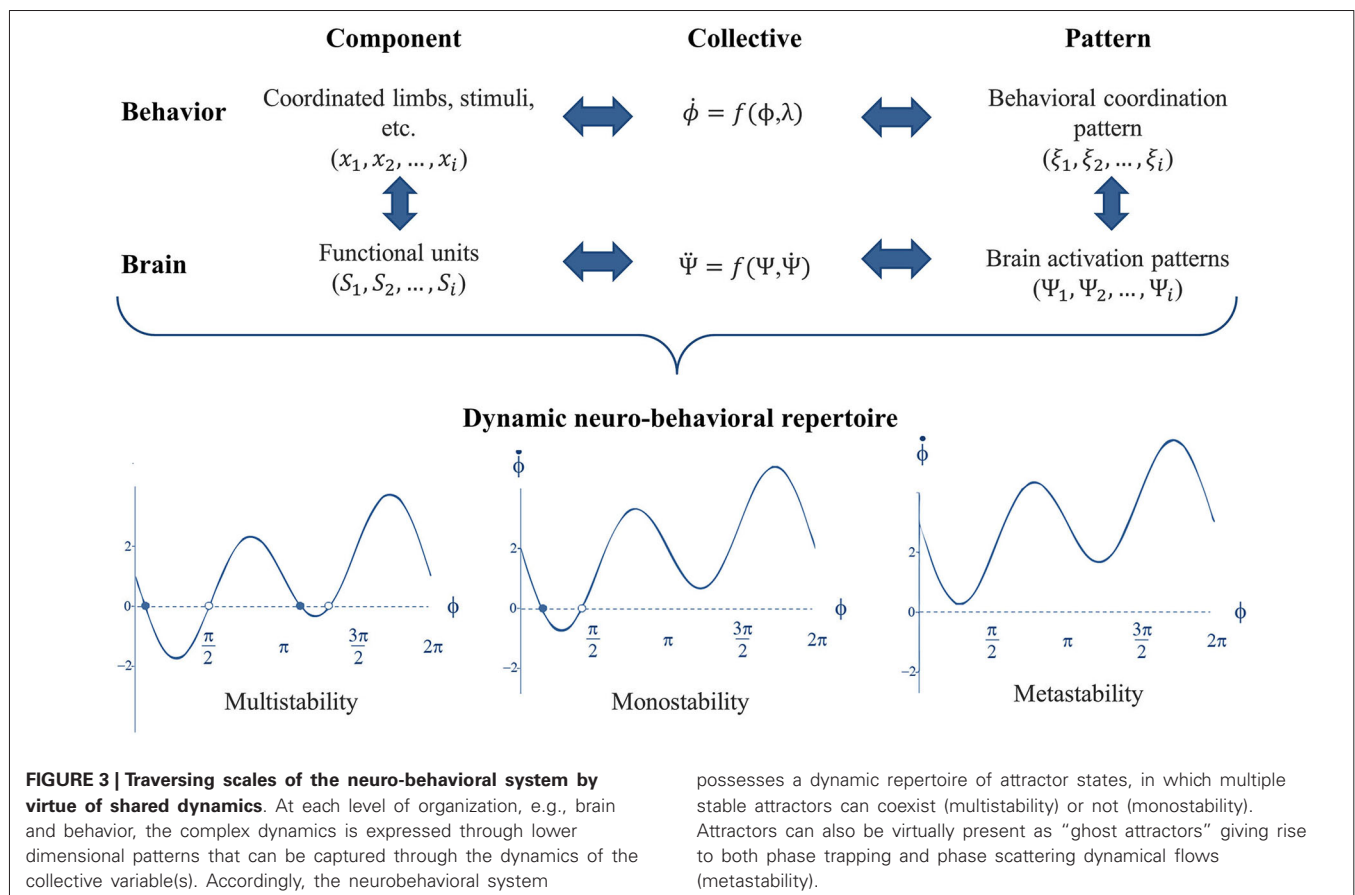 Component Collective Pattern
Behavior
Coordinated limbs, stimuli,
etc.
(x₁, x₂, ... , xᵢ)
ϕ̇ = f(ϕ,λ)
Behavioral coordination
pattern
(ξ₁, ξ₂, ... , ξᵢ)
Brain
Functional units
(S₁, S₂, ... , Sᵢ)
Ψ̈ = f(Ψ,Ψ̇)
Brain activation patterns
(Ψ₁, Ψ₂, ... , Ψᵢ)
Dynamic neuro-behavioral repertoire
2
0
−2
π/2 π 3π/2 2π
ϕ
Multistability
ϕ̇
2
0
−2
π/2 π 3π/2 2π
ϕ
Monostability
ϕ̇
2
0
−2
π/2 π 3π/2 2π
ϕ
Metastability
FIGURE 3 | Traversing scales of the neuro-behavioral system by
virtue of shared dynamics. At each level of organization, e.g., brain
and behavior, the complex dynamics is expressed through lower
dimensional patterns that can be captured through the dynamics of the
collective variable(s). Accordingly, the neurobehavioral system
possesses a dynamic repertoire of attractor states, in which multiple
stable attractors can coexist (multistability) or not (monostability).
Attractors can also be virtually present as “ghost attractors” giving rise
to both phase trapping and phase scattering dynamical flows
(metastability).